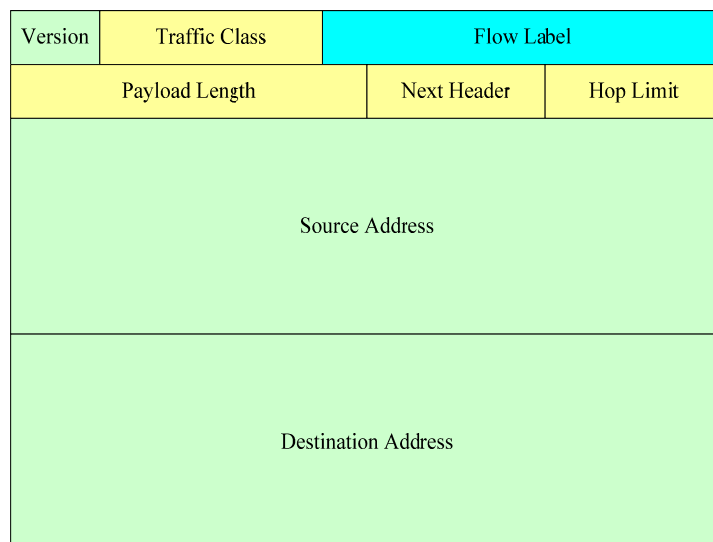 Version Traffic Class Flow Label
Payload Length Next Header Hop Limit
Source Address
Destination Address